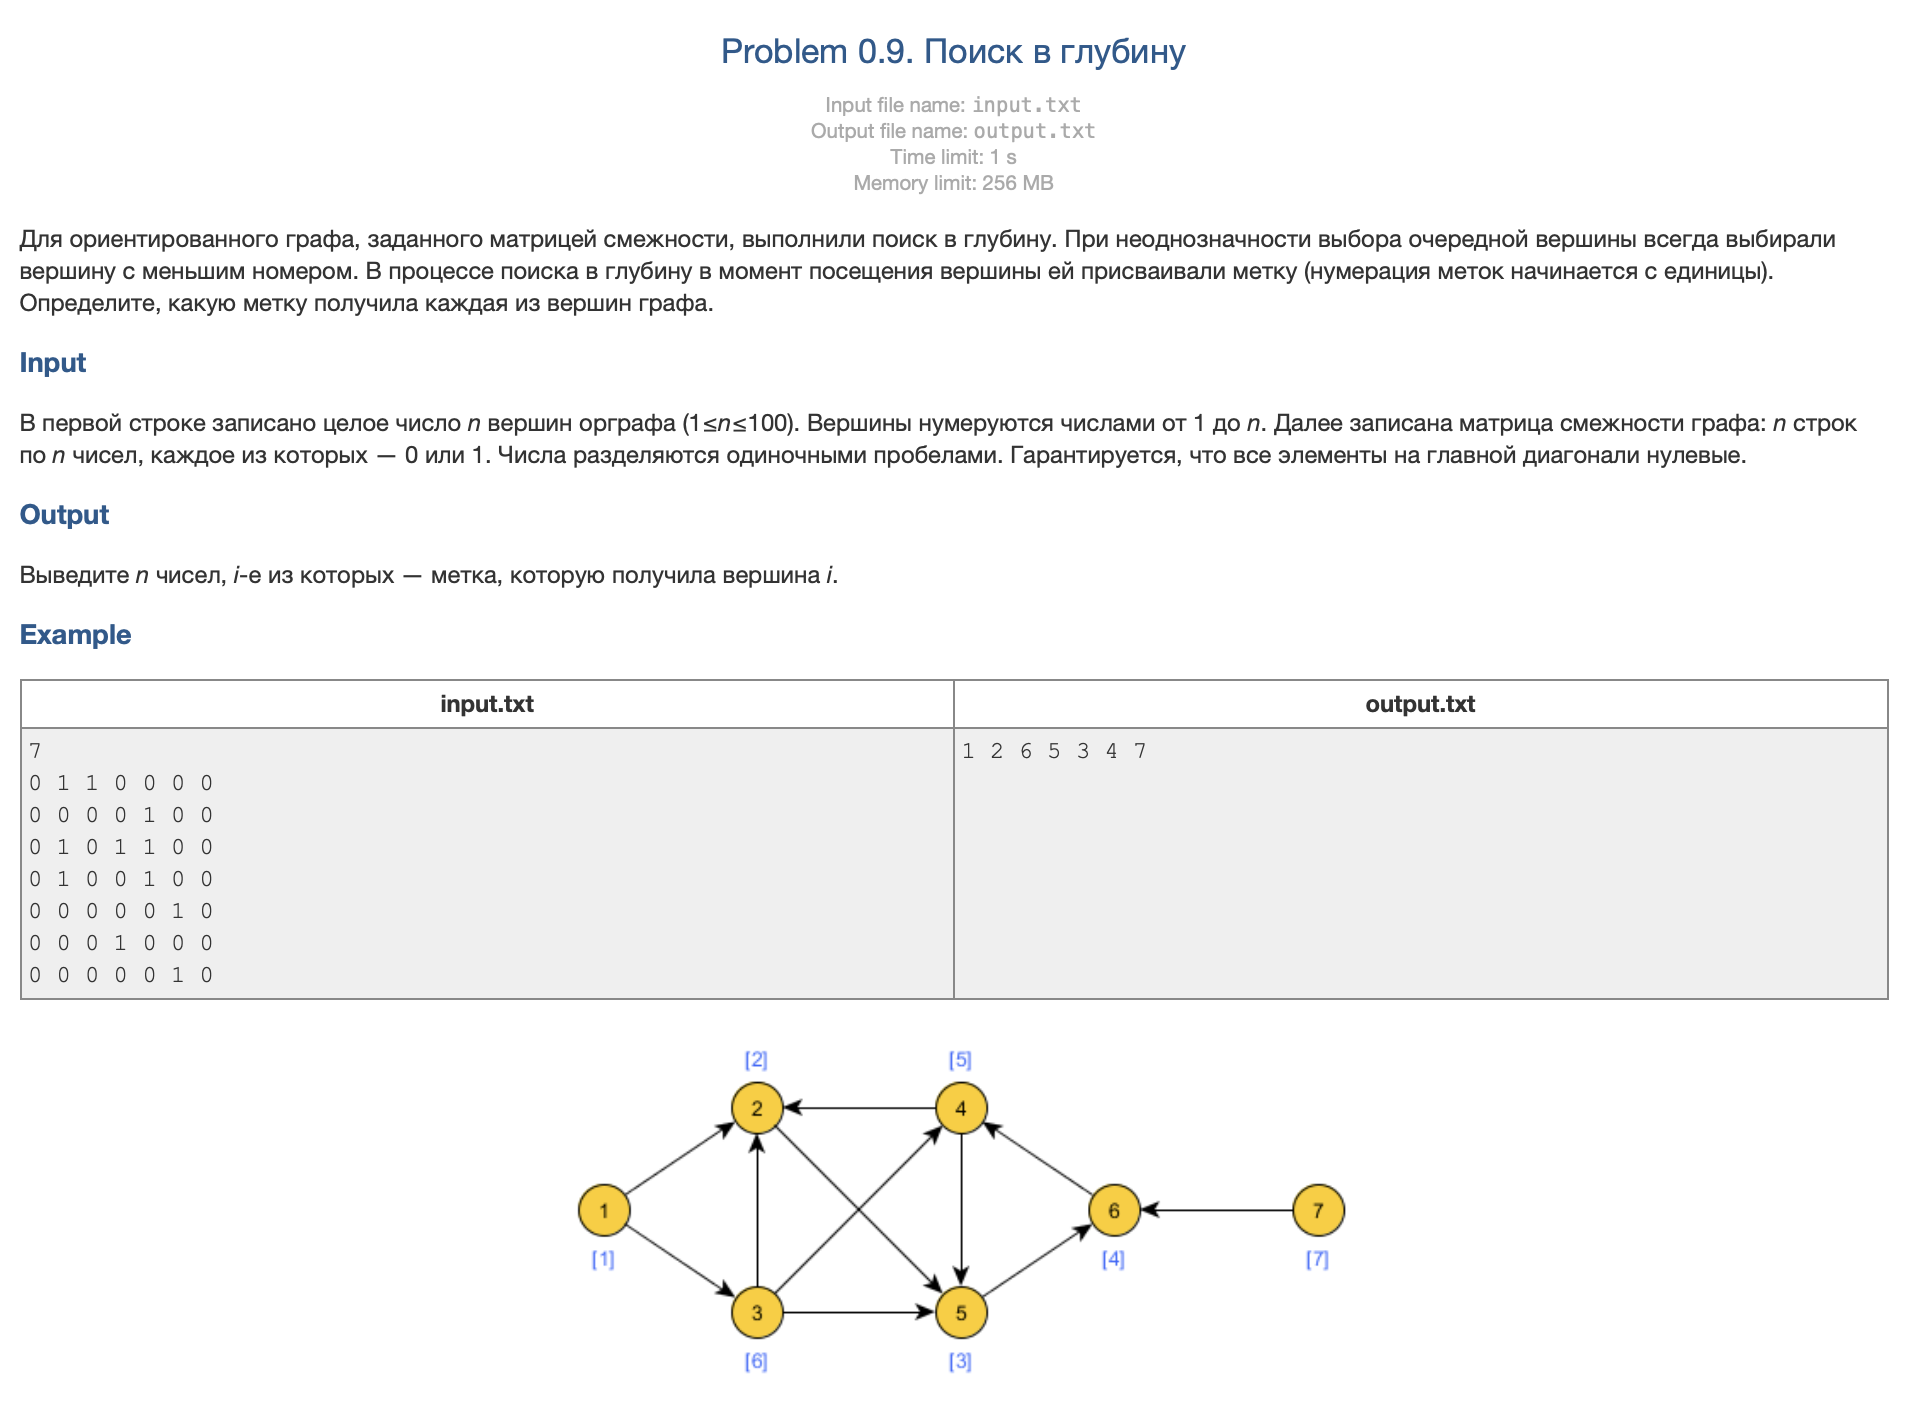 Problem 0.9. Поиск в глубину
Input file name: input.txt
Output file name: output.txt
Time limit: 1 s
Memory limit: 256 MB
Для ориентированного графа, заданного матрицей смежности, выполнили поиск в глубину. При неоднозначности выбора очередной вершины всегда выбирали
вершину с меньшим номером. В процессе поиска в глубину в момент посещения вершины ей присваивали метку (нумерация меток начинается с единицы).
Определите, какую метку получила каждая из вершин графа.
Input
В первой строке записано целое число n вершин орграфа (1≤n≤100). Вершины нумеруются числами от 1 до n. Далее записана матрица смежности графа: n строк
по n чисел, каждое из которых — 0 или 1. Числа разделяются одиночными пробелами. Гарантируется, что все элементы на главной диагонали нулевые.
Output
Выведите n чисел, i-е из которых — метка, которую получила вершина i.
Example
input.txt output.txt
7
0 1 1 0 0 0 0
0 0 0 0 1 0 0
0 1 0 1 1 0 0
0 1 0 0 1 0 0
0 0 0 0 0 1 0
0 0 0 1 0 0 0
0 0 0 0 0 1 0
1 2 6 5 3 4 7
[2] [5]
2 4
1 6 7
[1] [4] [7]
3 5
[6] [3]